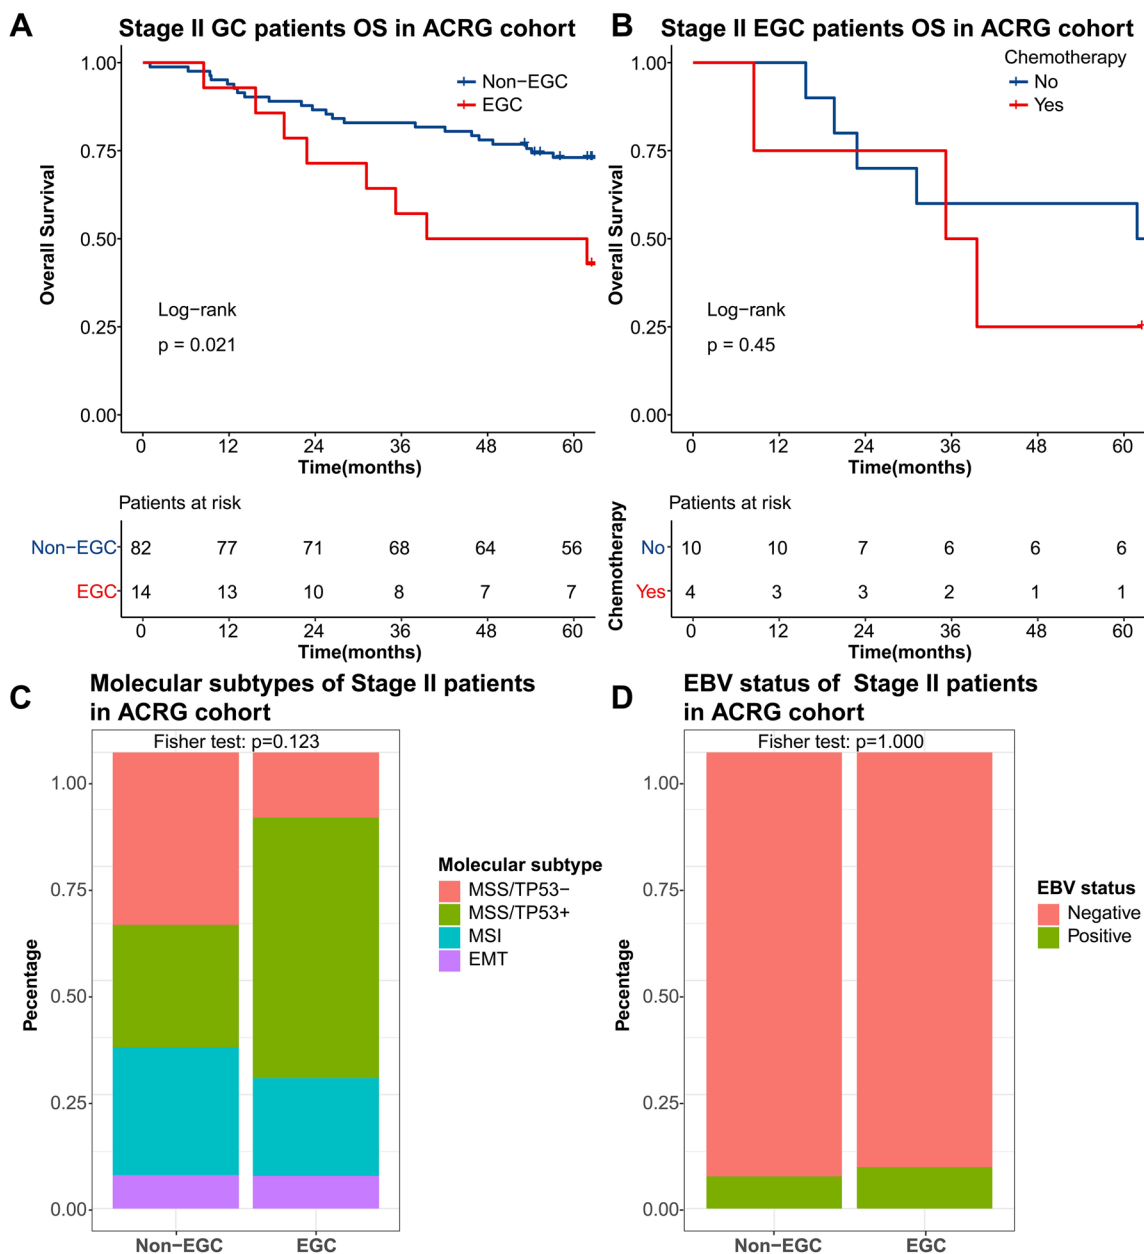 A
Stage II GC patients OS in ACRG cohort
1.00
0.75
0.50
0.25
0.00
Overall Survival
Non−EGC
EGC
Log−rank
p = 0.021
0 12 24 36 48 60
Time(months)
Patients at risk
Non−EGC 82 77 71 68 64 56
EGC 14 13 10 8 7 7
0 12 24 36 48 60
Time(months)
B
Stage II EGC patients OS in ACRG cohort
Chemotherapy
No
Yes
1.00
0.75
0.50
0.25
0.00
Overall Survival
Log−rank
p = 0.45
0 12 24 36 48 60
Time(months)
Patients at risk
Chemotherapy
No 10 10 7 6 6 6
Yes 4 3 3 2 1 1
0 12 24 36 48 60
Time(months)
C
Molecular subtypes of Stage II patients
in ACRG cohort
Fisher test: p=0.123
1.00
0.75
0.50
0.25
0.00
Pecentage
Non−EGC EGC
Molecular subtype
MSS/TP53−
MSS/TP53+
MSI
EMT
D
EBV status of Stage II patients
in ACRG cohort
Fisher test: p=1.000
1.00
0.75
0.50
0.25
0.00
Pecentage
Non−EGC EGC
EBV status
Negative
Positive